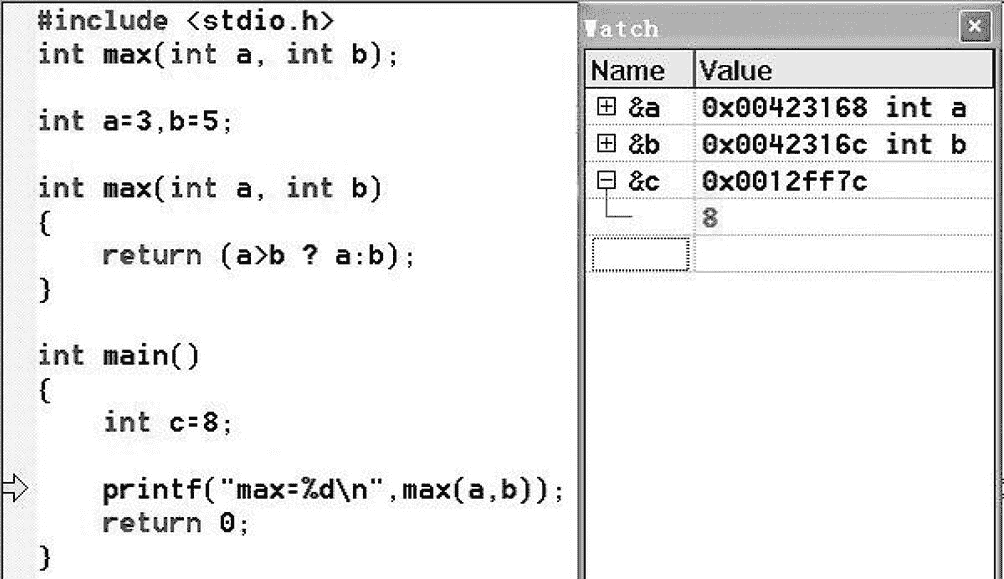 #include <stdio.h>
int max(int a, int b);
int a=3,b=5;
int max(int a, int b)
{
return (a>b ? a:b);
}
int main()
{
int c=8;
printf("max=%d\n",max(a,b));
return 0;
}
Watch
Name Value
&a 0x00423168 int a
&b 0x0042316c int b
&c 0x0012ff7c
8